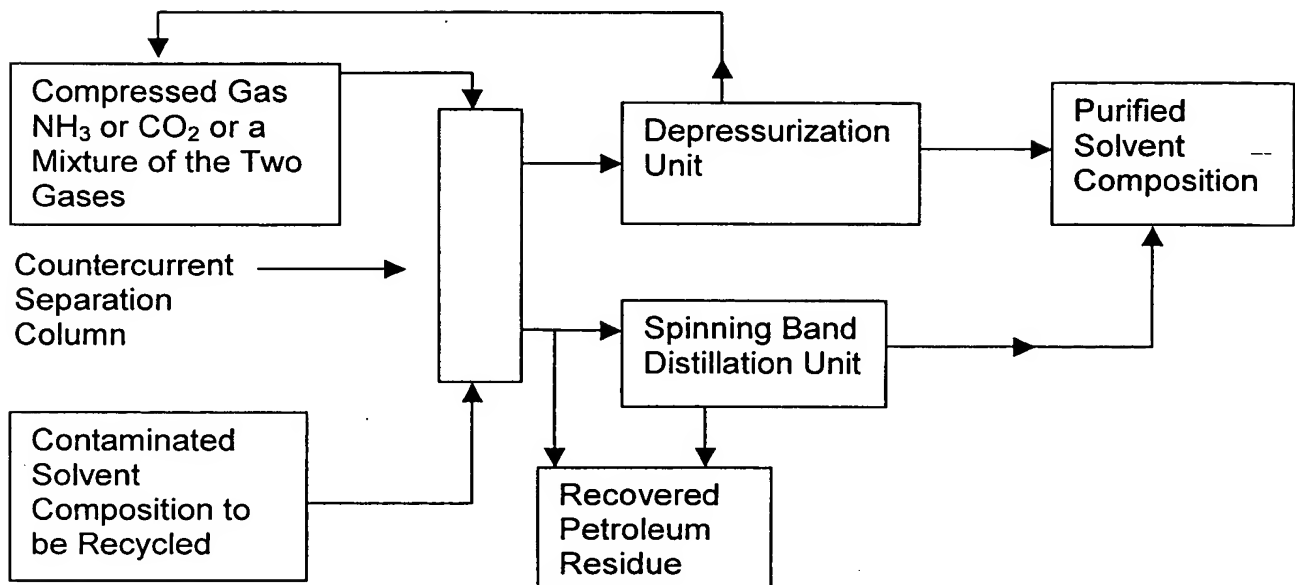 Compressed Gas
NH₃ or CO₂ or a
Mixture of the Two
Gases
Depressurization
Unit
Purified
Solvent
Composition
Countercurrent
Separation
Column
Spinning Band
Distillation Unit
Contaminated
Solvent
Composition to
be Recycled
Recovered
Petroleum
Residue